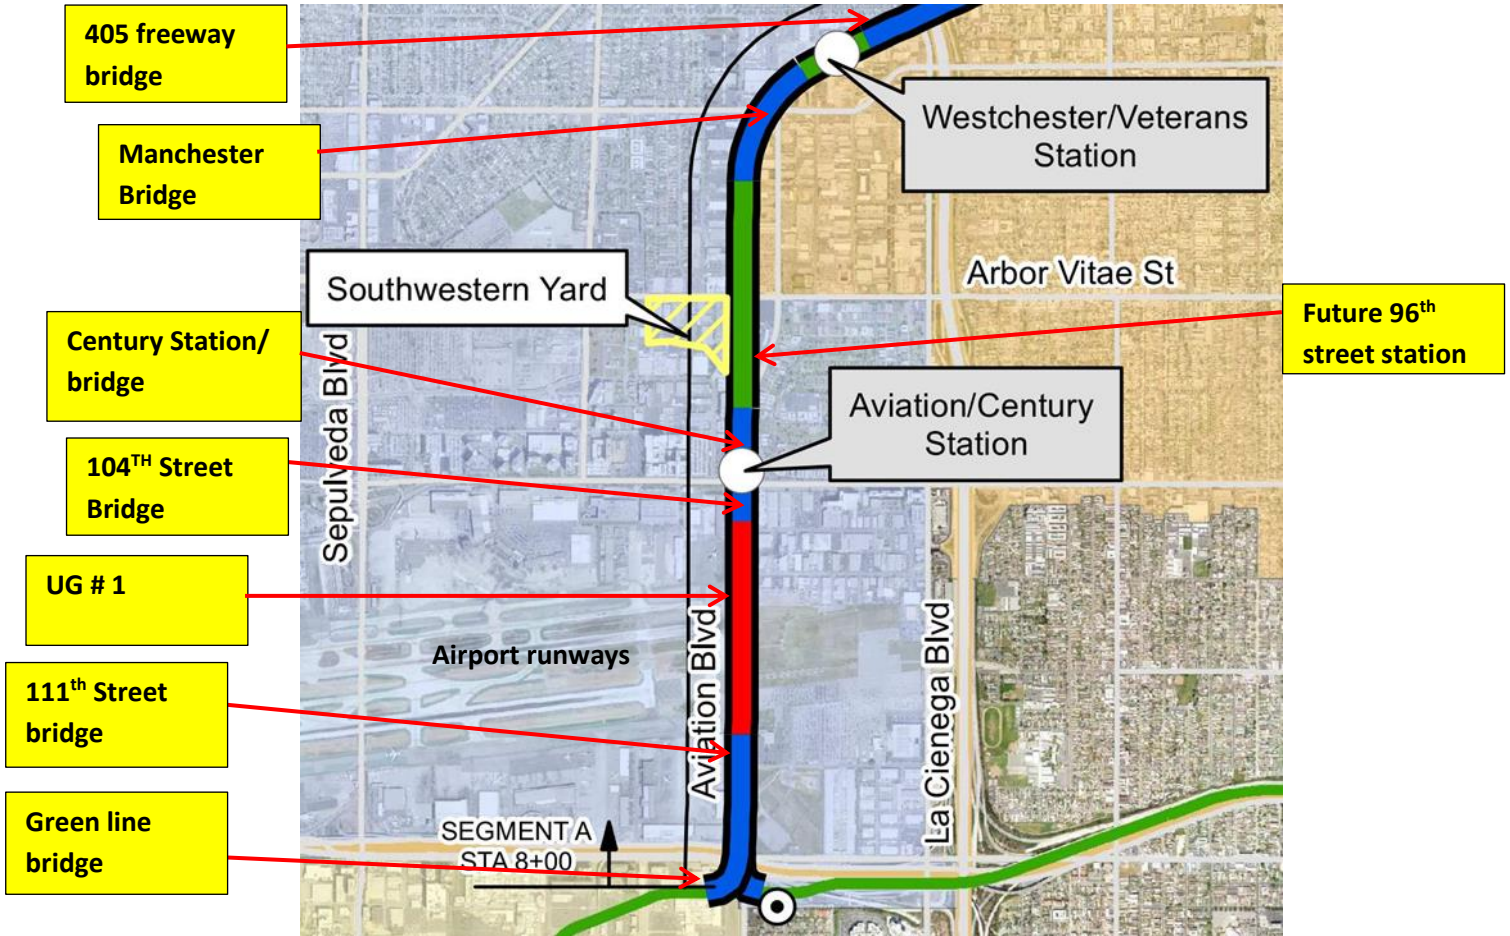 405 freeway
bridge
Manchester
Bridge
Westchester/Veterans
Station
Southwestern Yard
Arbor Vitae St
Century Station/
bridge
Future 96th
street station
Sepulveda Blvd
Aviation/Century
Station
104TH Street
Bridge
UG # 1
Airport runways
Aviation Blvd
La Cienega Blvd
111th Street
bridge
Green line
bridge
SEGMENT A
STA 8+00